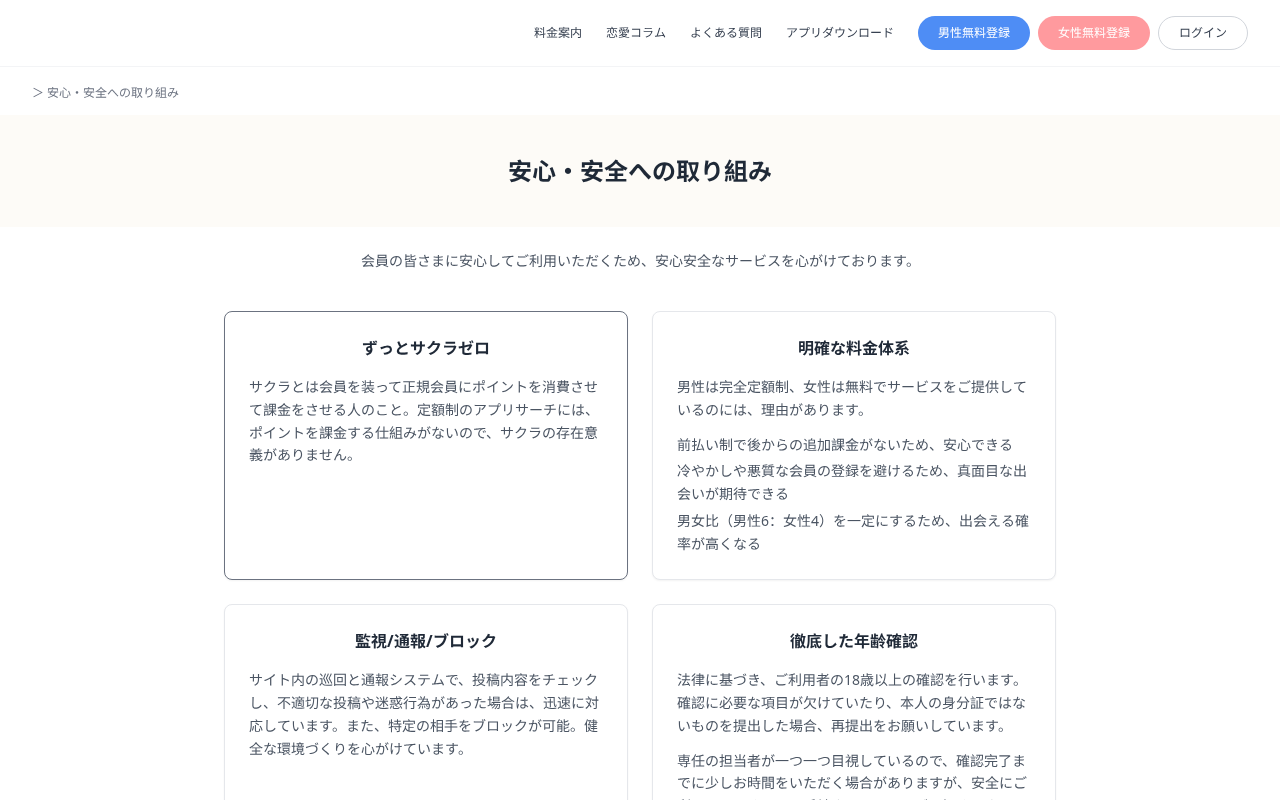 料金案内 恋愛コラム よくある質問 アプリダウンロード 男性無料登録 女性無料登録 ログイン
＞ 安心・安全への取り組み
安心・安全への取り組み
会員の皆さまに安心してご利用いただくため、安心安全なサービスを心がけております。
ずっとサクラゼロ
サクラとは会員を装って正規会員にポイントを消費させ
て課金をさせる人のこと。定額制のアプリサーチには、
ポイントを課金する仕組みがないので、サクラの存在意
義がありません。
明確な料金体系
男性は完全定額制、女性は無料でサービスをご提供して
いるのには、理由があります。
前払い制で後からの追加課金がないため、安心できる
冷やかしや悪質な会員の登録を避けるため、真面目な出
会いが期待できる
男女比（男性6：女性4）を一定にするため、出会える確
率が高くなる
監視/通報/ブロック
サイト内の巡回と通報システムで、投稿内容をチェック
し、不適切な投稿や迷惑行為があった場合は、迅速に対
応しています。また、特定の相手をブロックが可能。健
全な環境づくりを心がけています。
徹底した年齢確認
法律に基づき、ご利用者の18歳以上の確認を行います。
確認に必要な項目が欠けていたり、本人の身分証ではな
いものを提出した場合、再提出をお願いしています。
専任の担当者が一つ一つ目視しているので、確認完了ま
でに少しお時間をいただく場合がありますが、安全にご